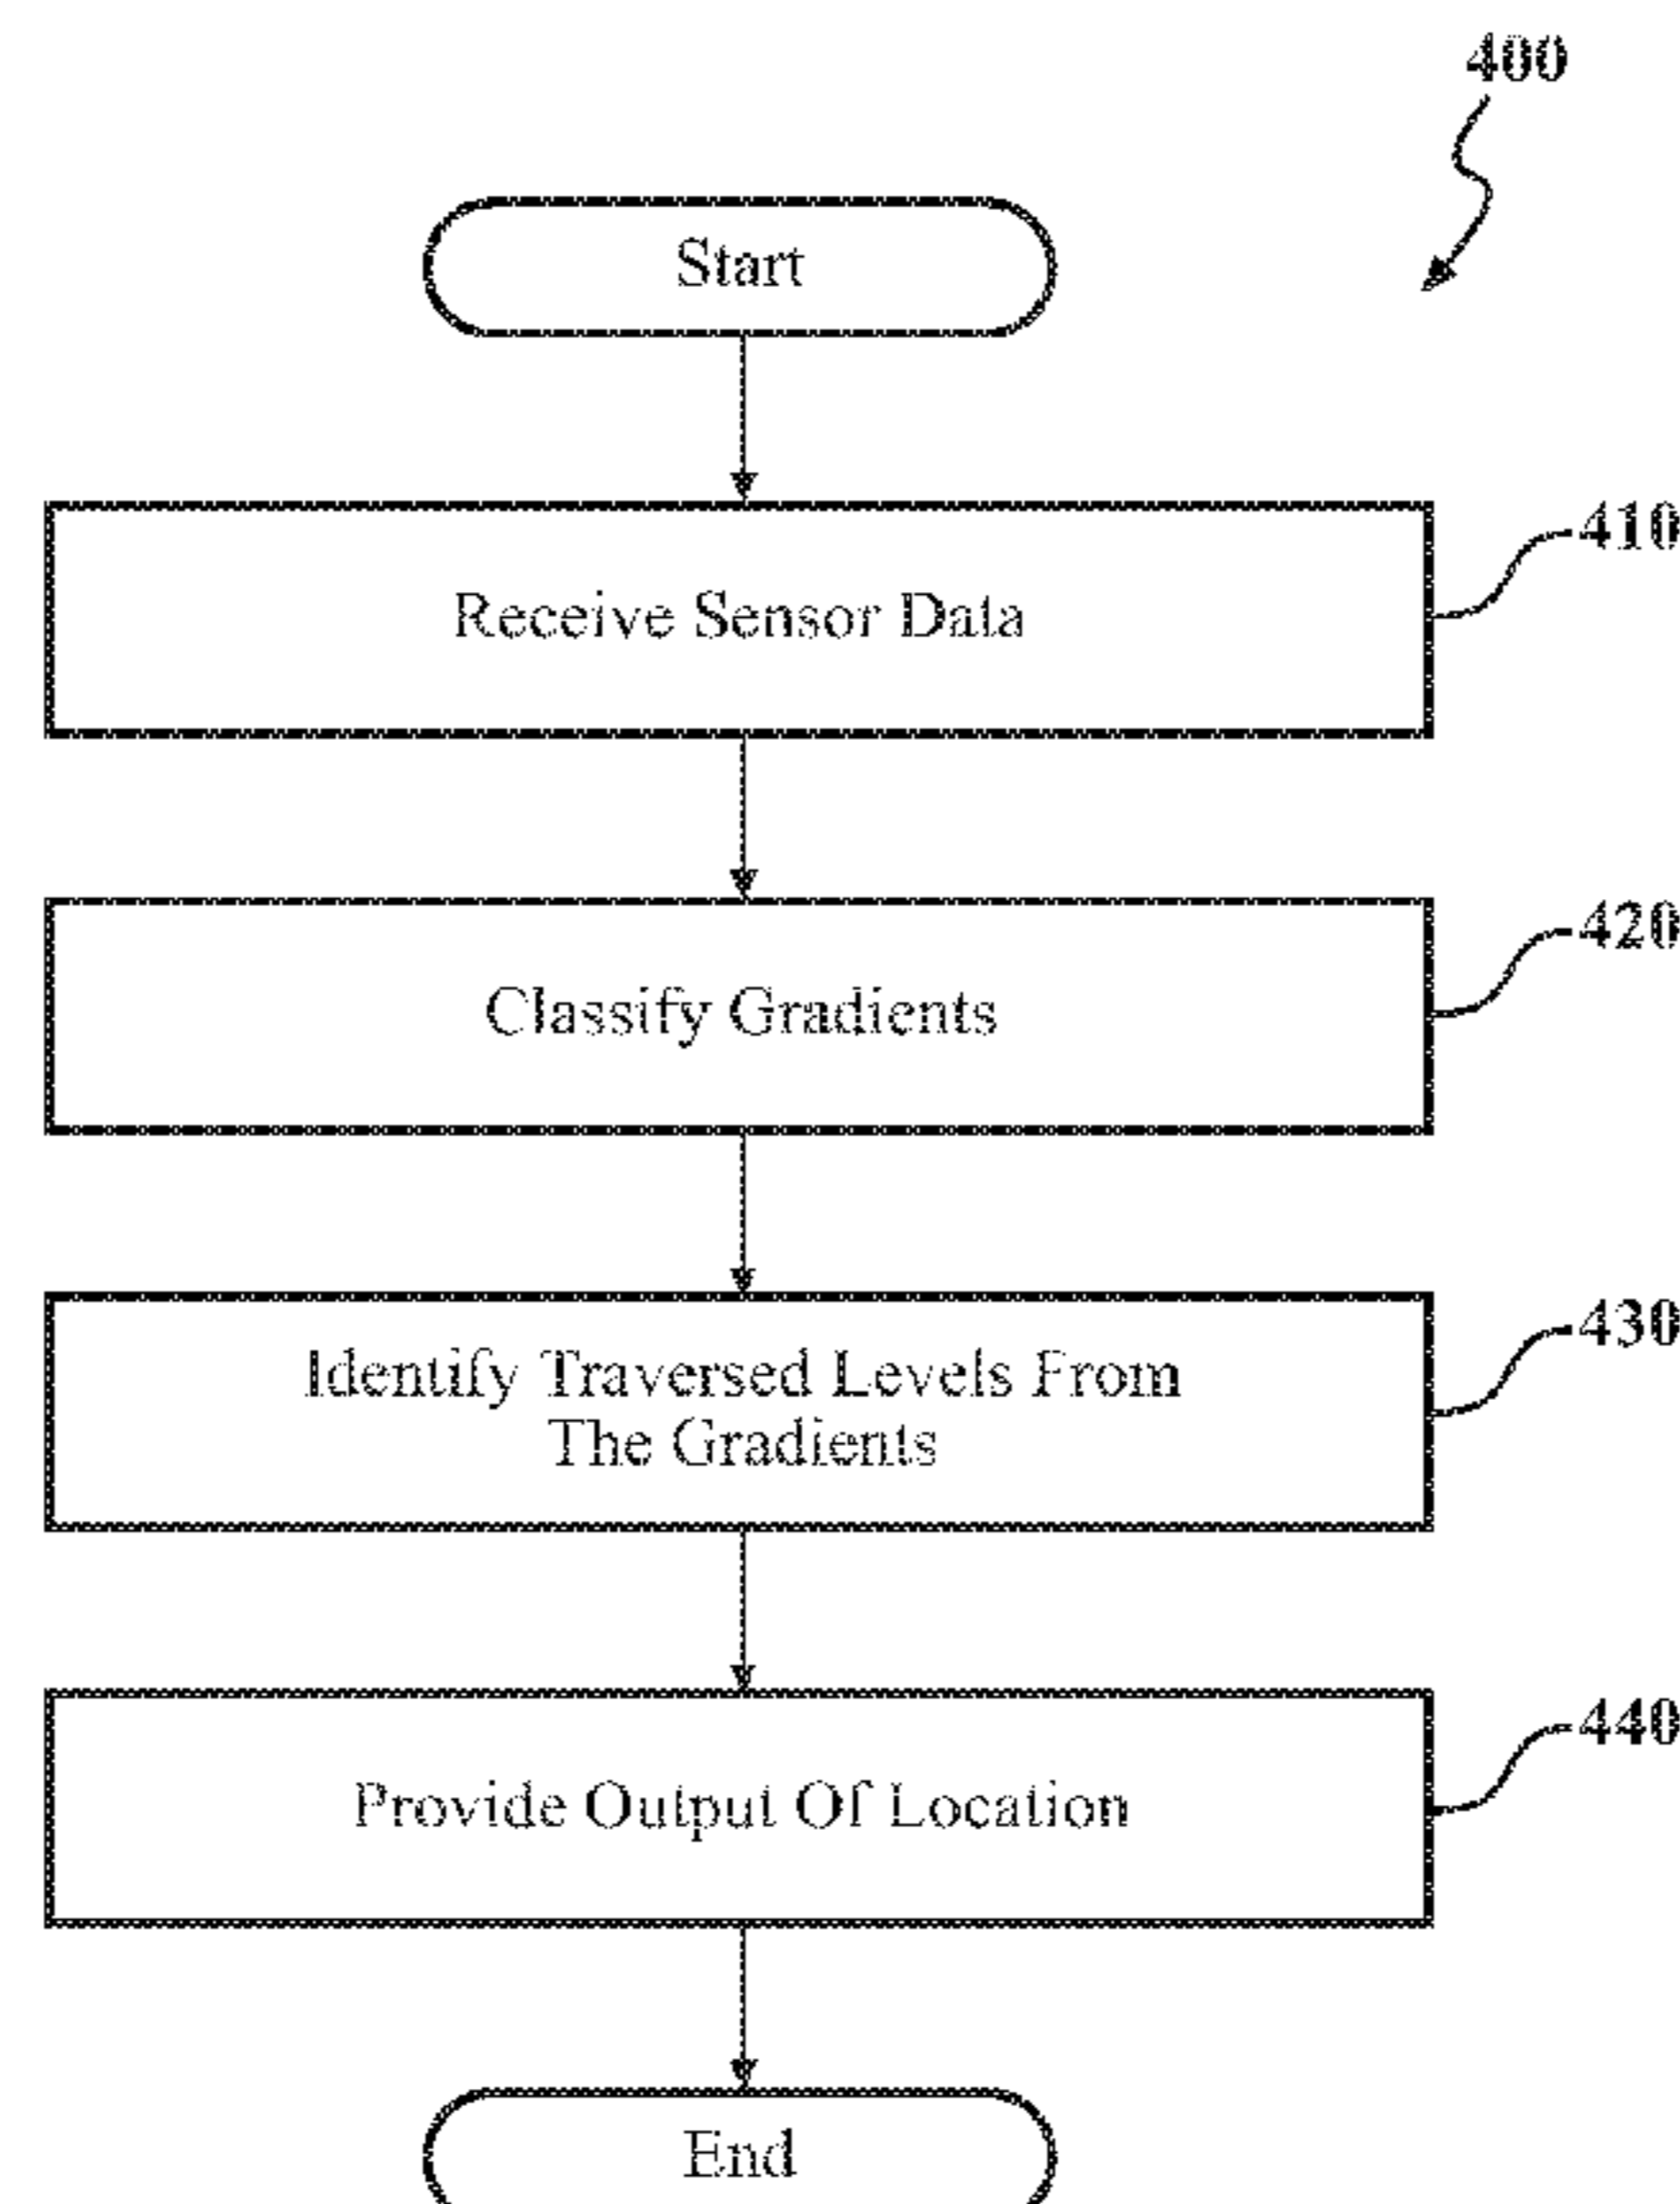 400
Start
Receive Sensor Data
410
Classify Gradients
420
Identify Traversed Levels From
The Gradients
430
Provide Output Of Location
440
End